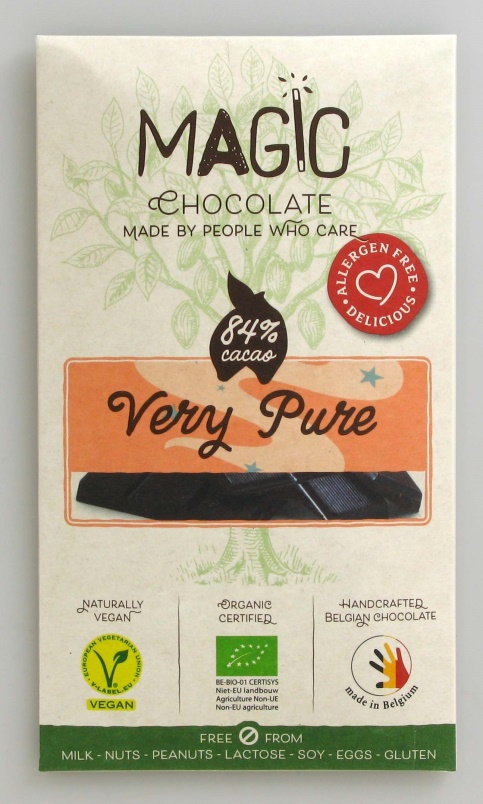 MAGIC
CHOCOLATE
MADE BY PEOPLE WHO CARE
ALLERGEN FREE
• DELICIOUS •
84%
cacao
Very Pure
NATURALLY
VEGAN
ORGANIC
CERTIFIED
HANDCRAFTED
BELGIAN CHOCOLATE
EUROPEAN VEGETARIAN UNION
V-LABEL.EU
VEGAN
BE-BIO-01 CERTISYS
Niet-EU landbouw
Agriculture Non-UE
Non-EU agriculture
made in Belgium
FREE FROM
MILK - NUTS - PEANUTS - LACTOSE - SOY - EGGS - GLUTEN